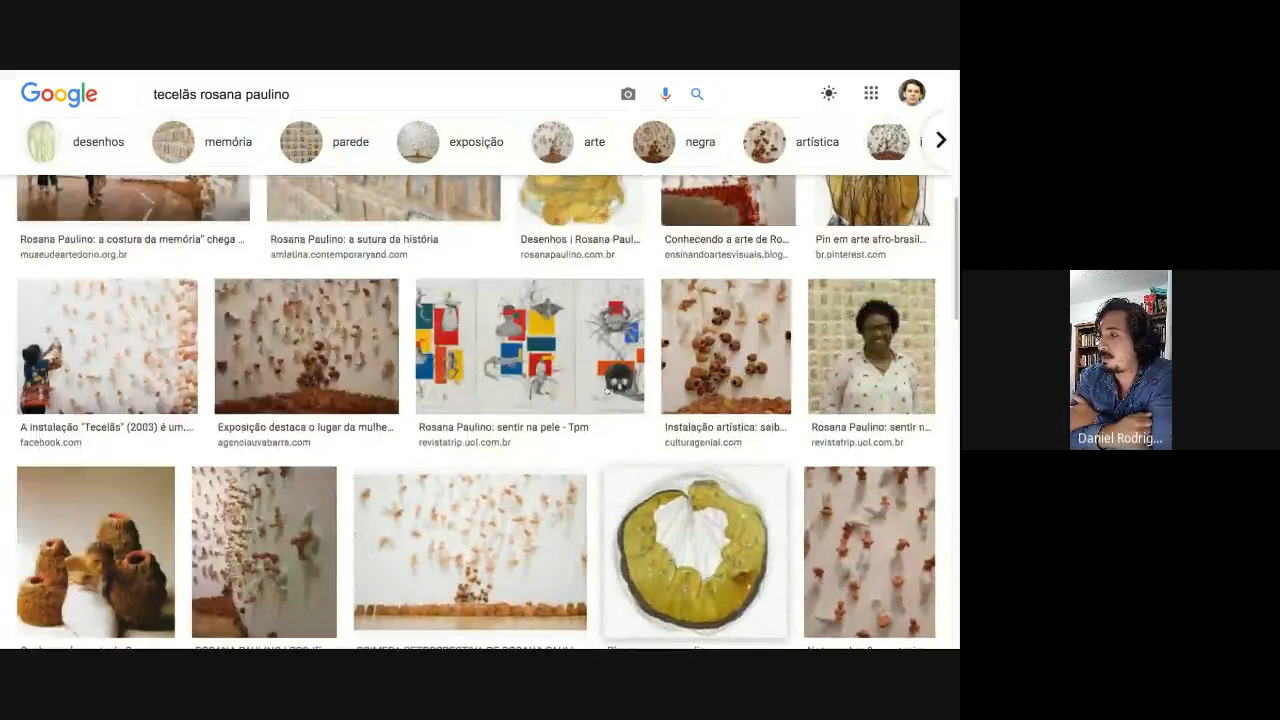 Google
tecelãs rosana paulino
desenhos
memória
parede
exposição
arte
negra
artística
i
Rosana Paulino: a costura da memória" chega ...
museudeartedorio.org.br
Rosana Paulino: a sutura da história
amlatina.contemporaryand.com
Desenhos | Rosana Paul...
rosanapaulino.com.br
Conhecendo a arte de Ro...
ensinandoartesvisuais.blog...
Pin em arte afro-brasil...
br.pinterest.com
A instalação "Tecelãs" (2003) é um,...
facebook.com
Exposição destaca o lugar da mulhe...
agenciauvabarra.com
Rosana Paulino: sentir na pele - Tpm
revistatrip.uol.com.br
Instalação artística: saib...
culturagenial.com
Rosana Paulino: sentir n...
revistatrip.uol.com.br
Daniel Rodrig...